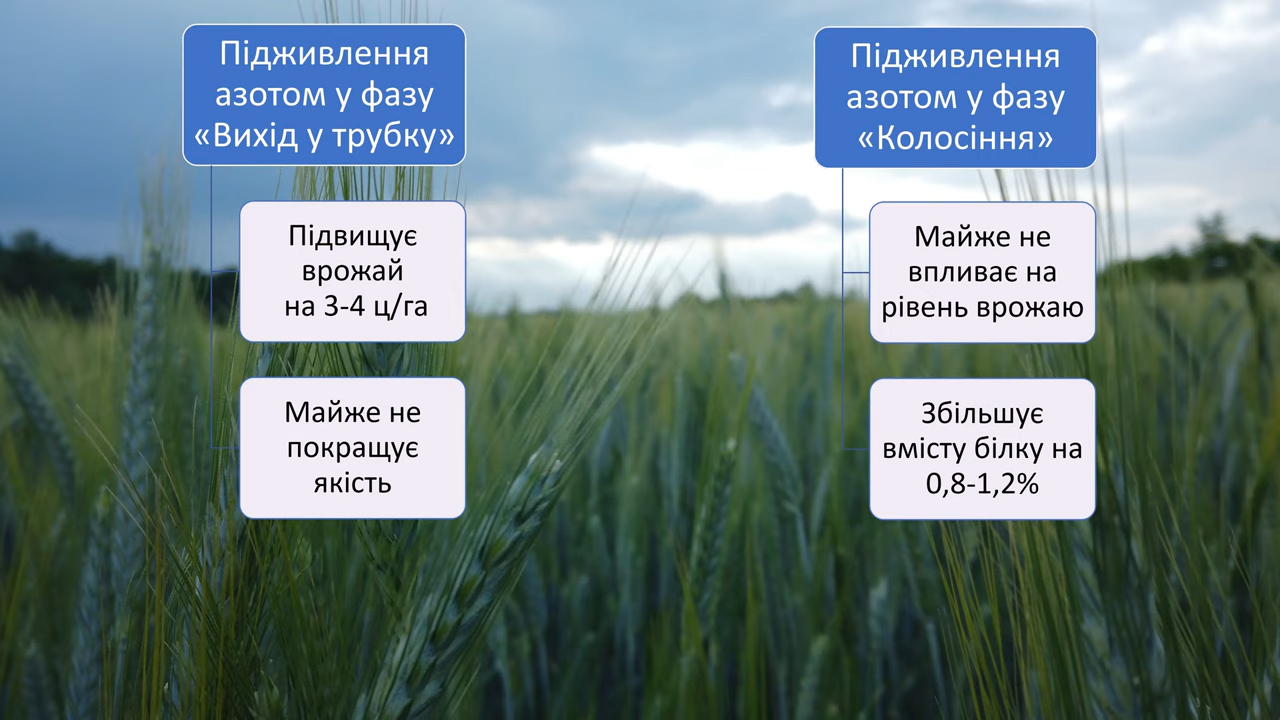 Підживлення
азотом у фазу
«Вихід у трубку»
Підвищує
врожай
на 3-4 ц/га
Майже не
покращує
якість
Підживлення
азотом у фазу
«Колосіння»
Майже не
впливає на
рівень врожаю
Збільшує
вмісту білку на
0,8-1,2%